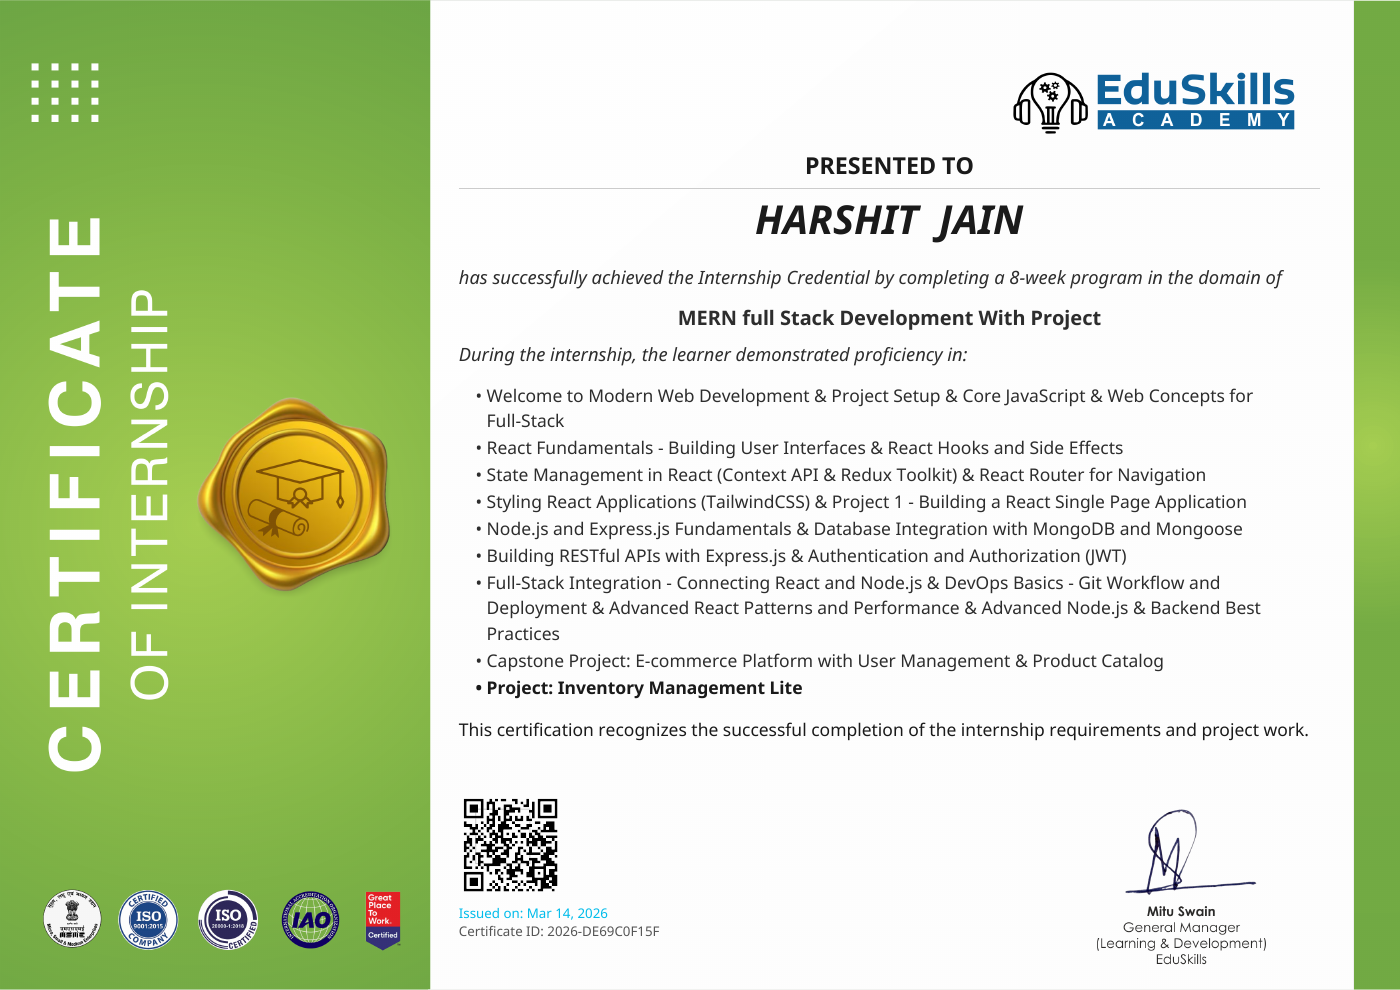 CERTIFICATE
OF INTERNSHIP
EduSkills
ACADEMY
PRESENTED TO
HARSHIT JAIN
has successfully achieved the Internship Credential by completing a 8-week program in the domain of
MERN full Stack Development With Project
During the internship, the learner demonstrated proficiency in:
• Welcome to Modern Web Development & Project Setup & Core JavaScript & Web Concepts for
Full-Stack
• React Fundamentals - Building User Interfaces & React Hooks and Side Effects
• State Management in React (Context API & Redux Toolkit) & React Router for Navigation
• Styling React Applications (TailwindCSS) & Project 1 - Building a React Single Page Application
• Node.js and Express.js Fundamentals & Database Integration with MongoDB and Mongoose
• Building RESTful APIs with Express.js & Authentication and Authorization (JWT)
• Full-Stack Integration - Connecting React and Node.js & DevOps Basics - Git Workflow and
Deployment & Advanced React Patterns and Performance & Advanced Node.js & Backend Best
Practices
• Capstone Project: E-commerce Platform with User Management & Product Catalog
• Project: Inventory Management Lite
This certification recognizes the successful completion of the internship requirements and project work.
Issued on: Mar 14, 2026
Certificate ID: 2026-DE69C0F15F
Mitu Swain
General Manager
(Learning & Development)
EduSkills
CERTIFIED
ISO
9001:2015
COMPANY
ISO
CERTIFIED
IAO
Great
Place
To
Work.
Certified